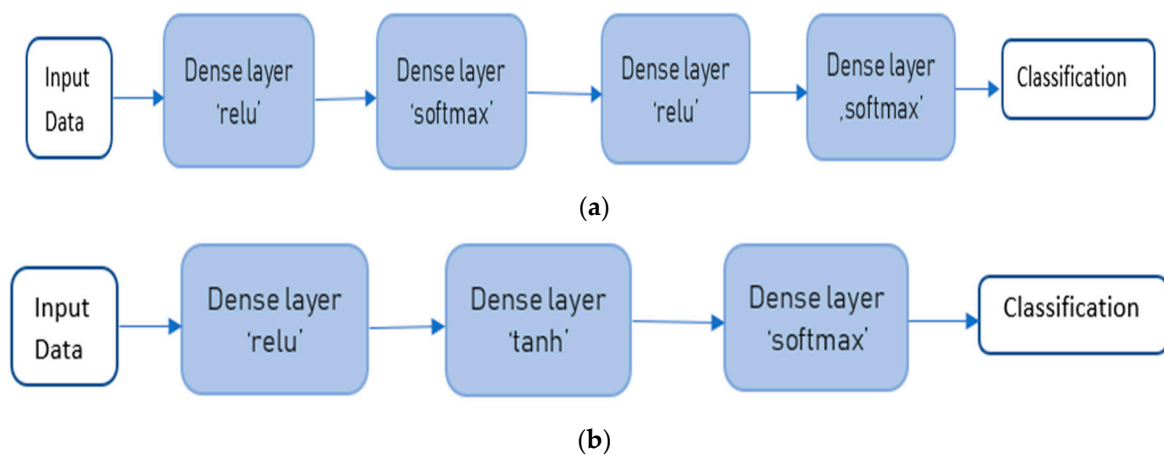 Input
Data
Dense layer
‘relu’
Dense layer
‘softmax’
Dense layer
‘relu’
Dense layer
‚softmax’
Classification
(a)
Input
Data
Dense layer
‘relu’
Dense layer
‘tanh’
Dense layer
‘softmax’
Classification
(b)